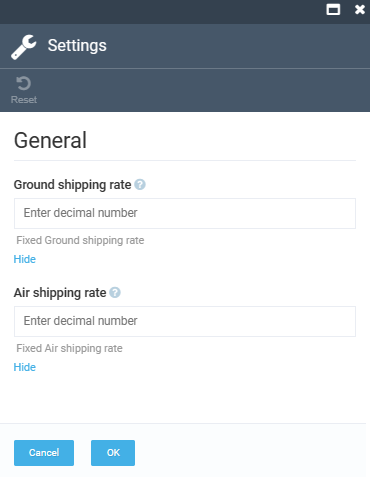 Settings
Reset
General
Ground shipping rate ?
Enter decimal number
Fixed Ground shipping rate
Hide
Air shipping rate ?
Enter decimal number
Fixed Air shipping rate
Hide
Cancel OK